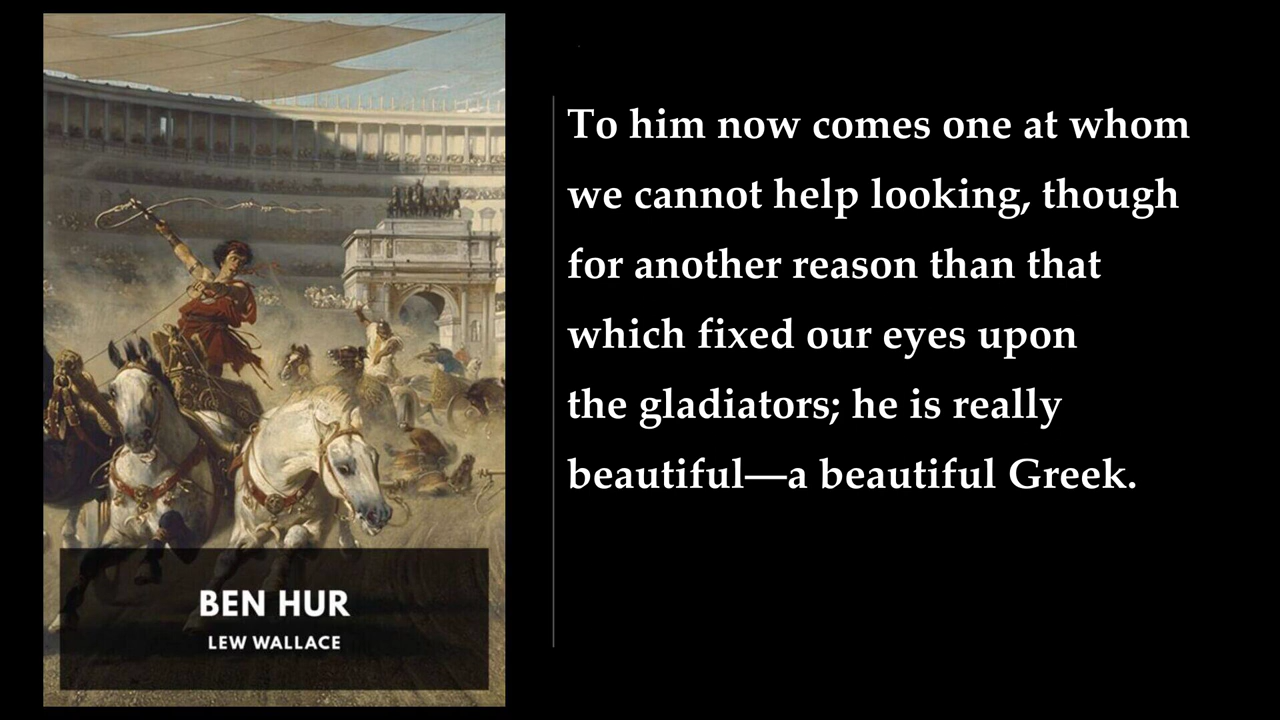 BEN HUR
LEW WALLACE
To him now comes one at whom
we cannot help looking, though
for another reason than that
which fixed our eyes upon
the gladiators; he is really
beautiful—a beautiful Greek.